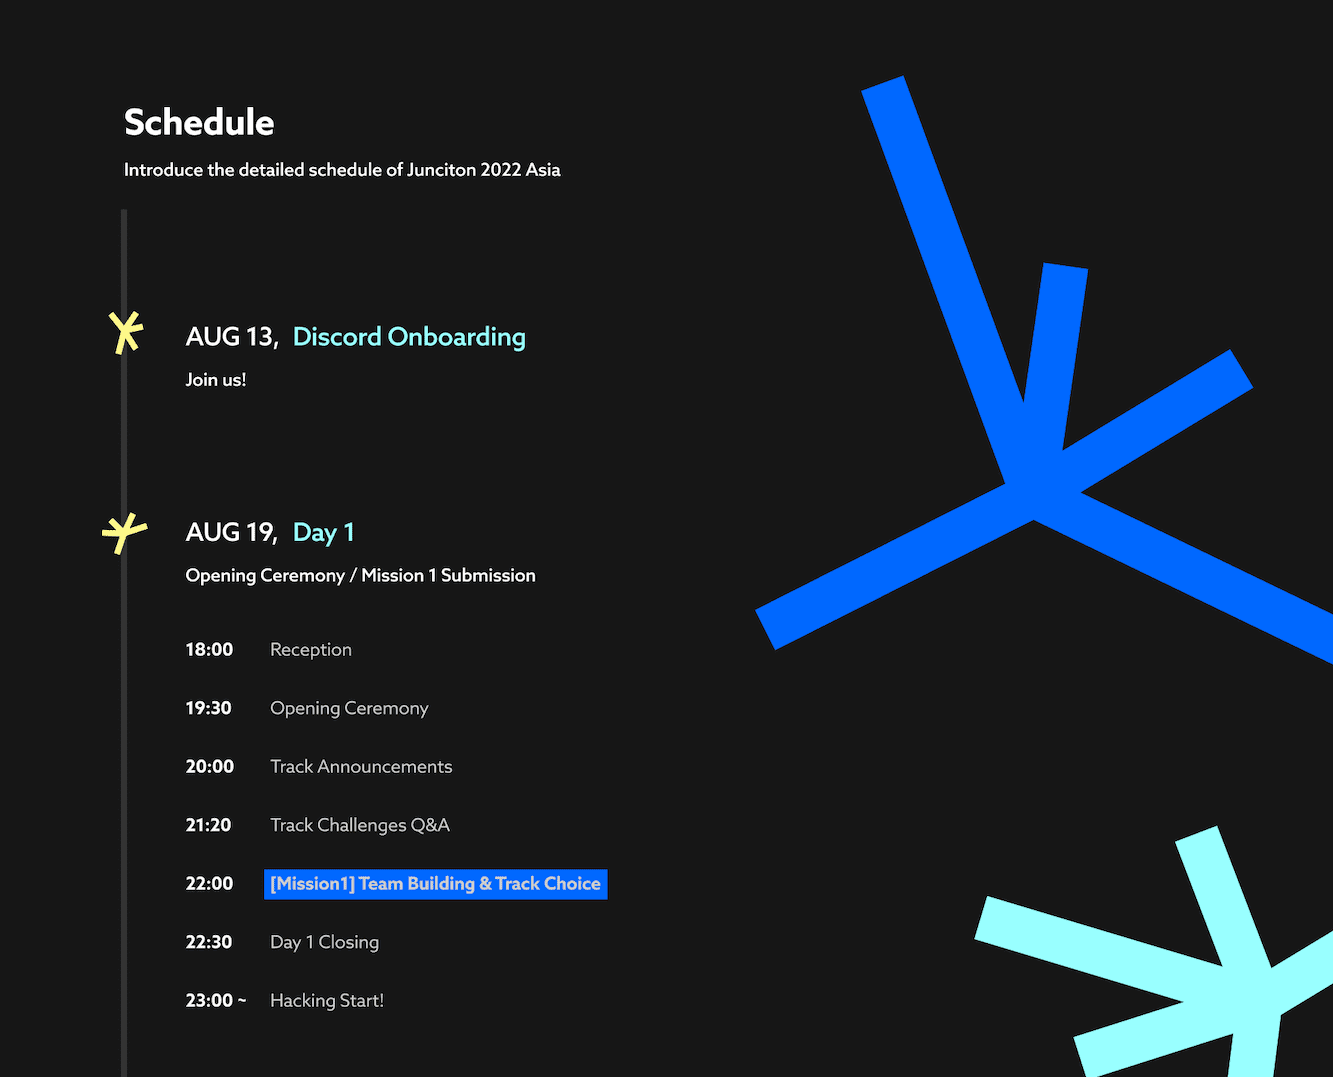 Schedule
Introduce the detailed schedule of Junciton 2022 Asia
AUG 13, Discord Onboarding
Join us!
AUG 19, Day 1
Opening Ceremony / Mission 1 Submission
18:00 Reception
19:30 Opening Ceremony
20:00 Track Announcements
21:20 Track Challenges Q&A
22:00 [Mission1] Team Building & Track Choice
22:30 Day 1 Closing
23:00 ~ Hacking Start!